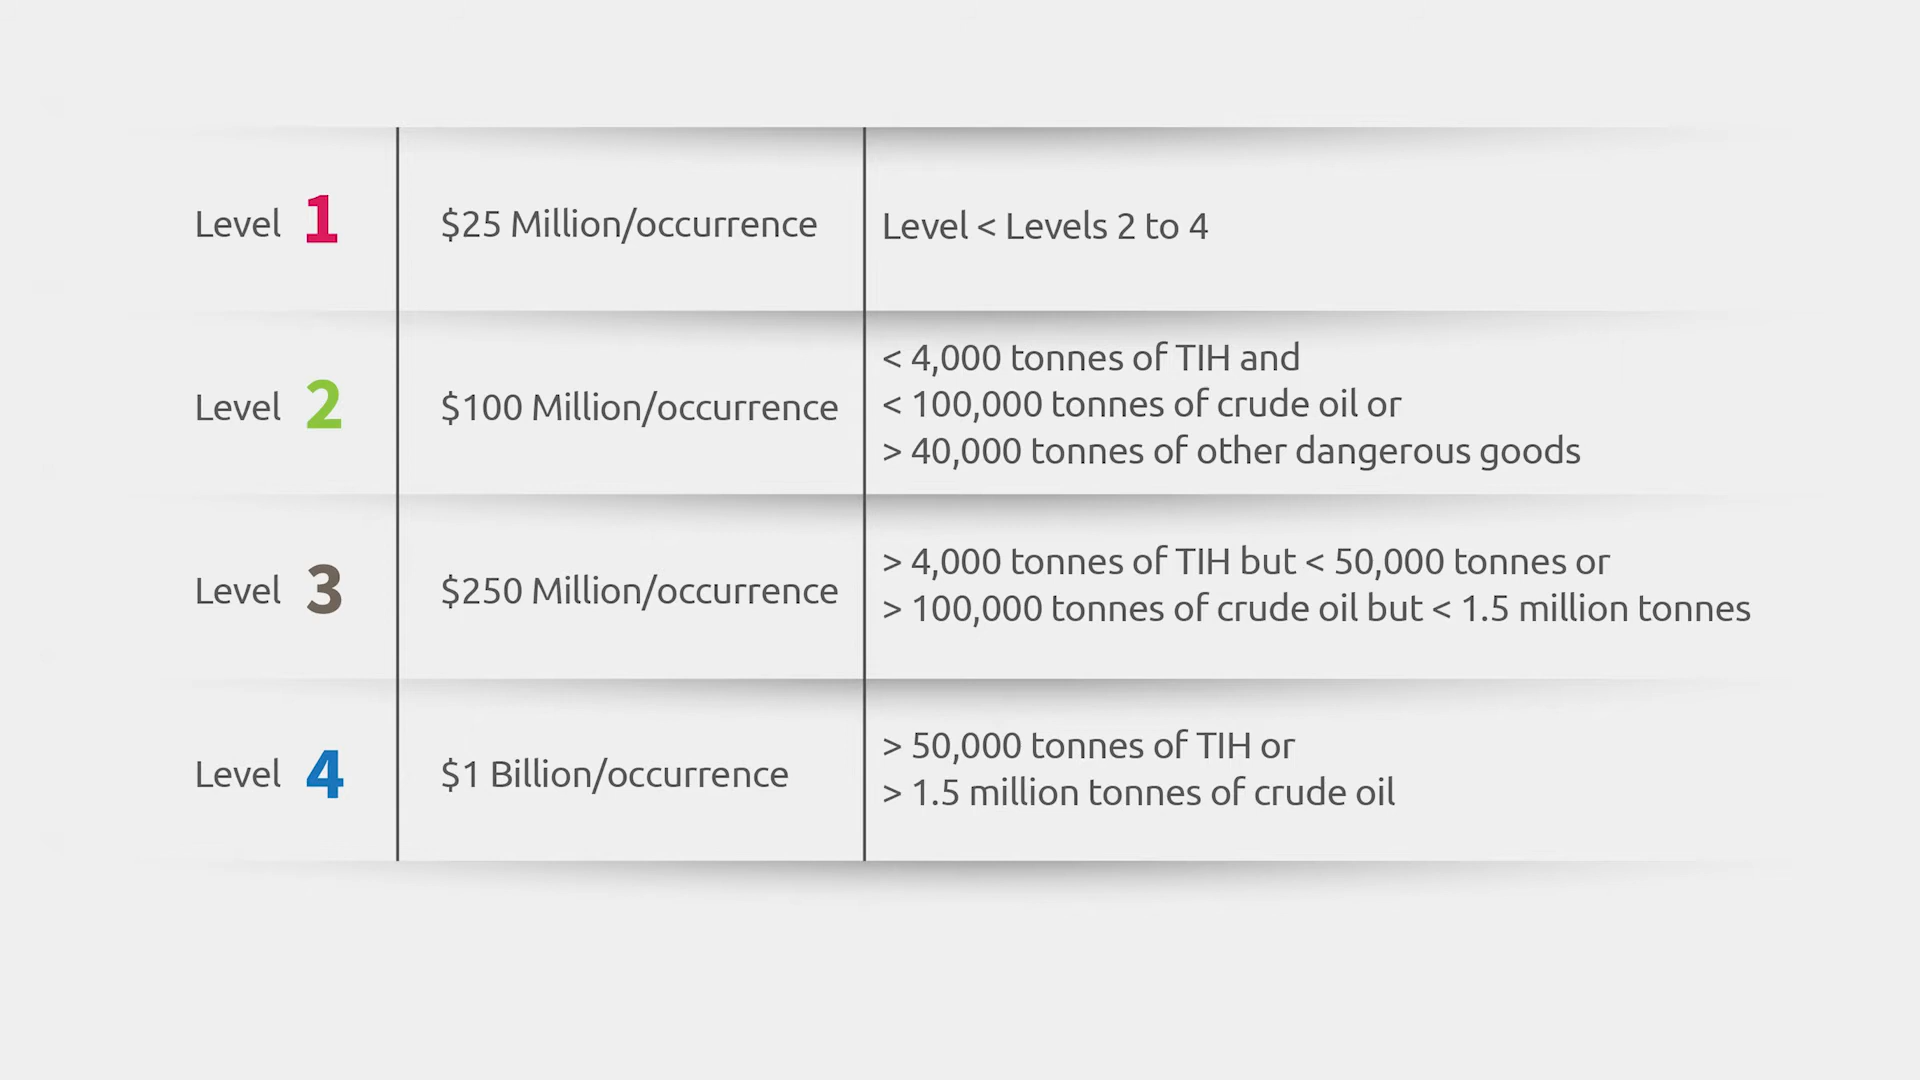 Level 1
$25 Million/occurrence
Level < Levels 2 to 4
Level 2
$100 Million/occurrence
< 4,000 tonnes of TIH and
< 100,000 tonnes of crude oil or
> 40,000 tonnes of other dangerous goods
Level 3
$250 Million/occurrence
> 4,000 tonnes of TIH but < 50,000 tonnes or
> 100,000 tonnes of crude oil but < 1.5 million tonnes
Level 4
$1 Billion/occurrence
> 50,000 tonnes of TIH or
> 1.5 million tonnes of crude oil